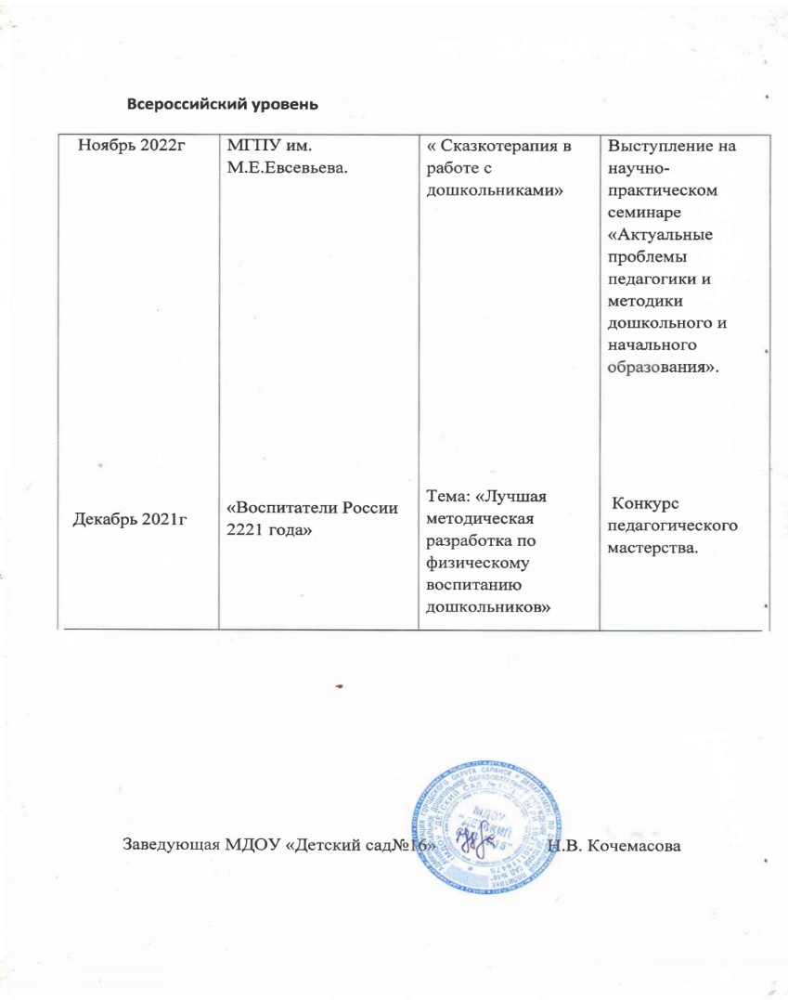 Всероссийский уровень
Ноябрь 2022г
МГПУ им.
М.Е.Евсевьева.
« Сказкотерапия в
работе с
дошкольниками»
Выступление на
научно-
практическом
семинаре
«Актуальные
проблемы
педагогики и
методики
дошкольного и
начального
образования».
Декабрь 2021г
«Воспитатели России
2221 года»
Тема: «Лучшая
методическая
разработка по
физическому
воспитанию
дошкольников»
Конкурс
педагогического
мастерства.
Заведующая МДОУ «Детский сад№16»
Н.В. Кочемасова
МДОУ
"ДЕТСКИЙ